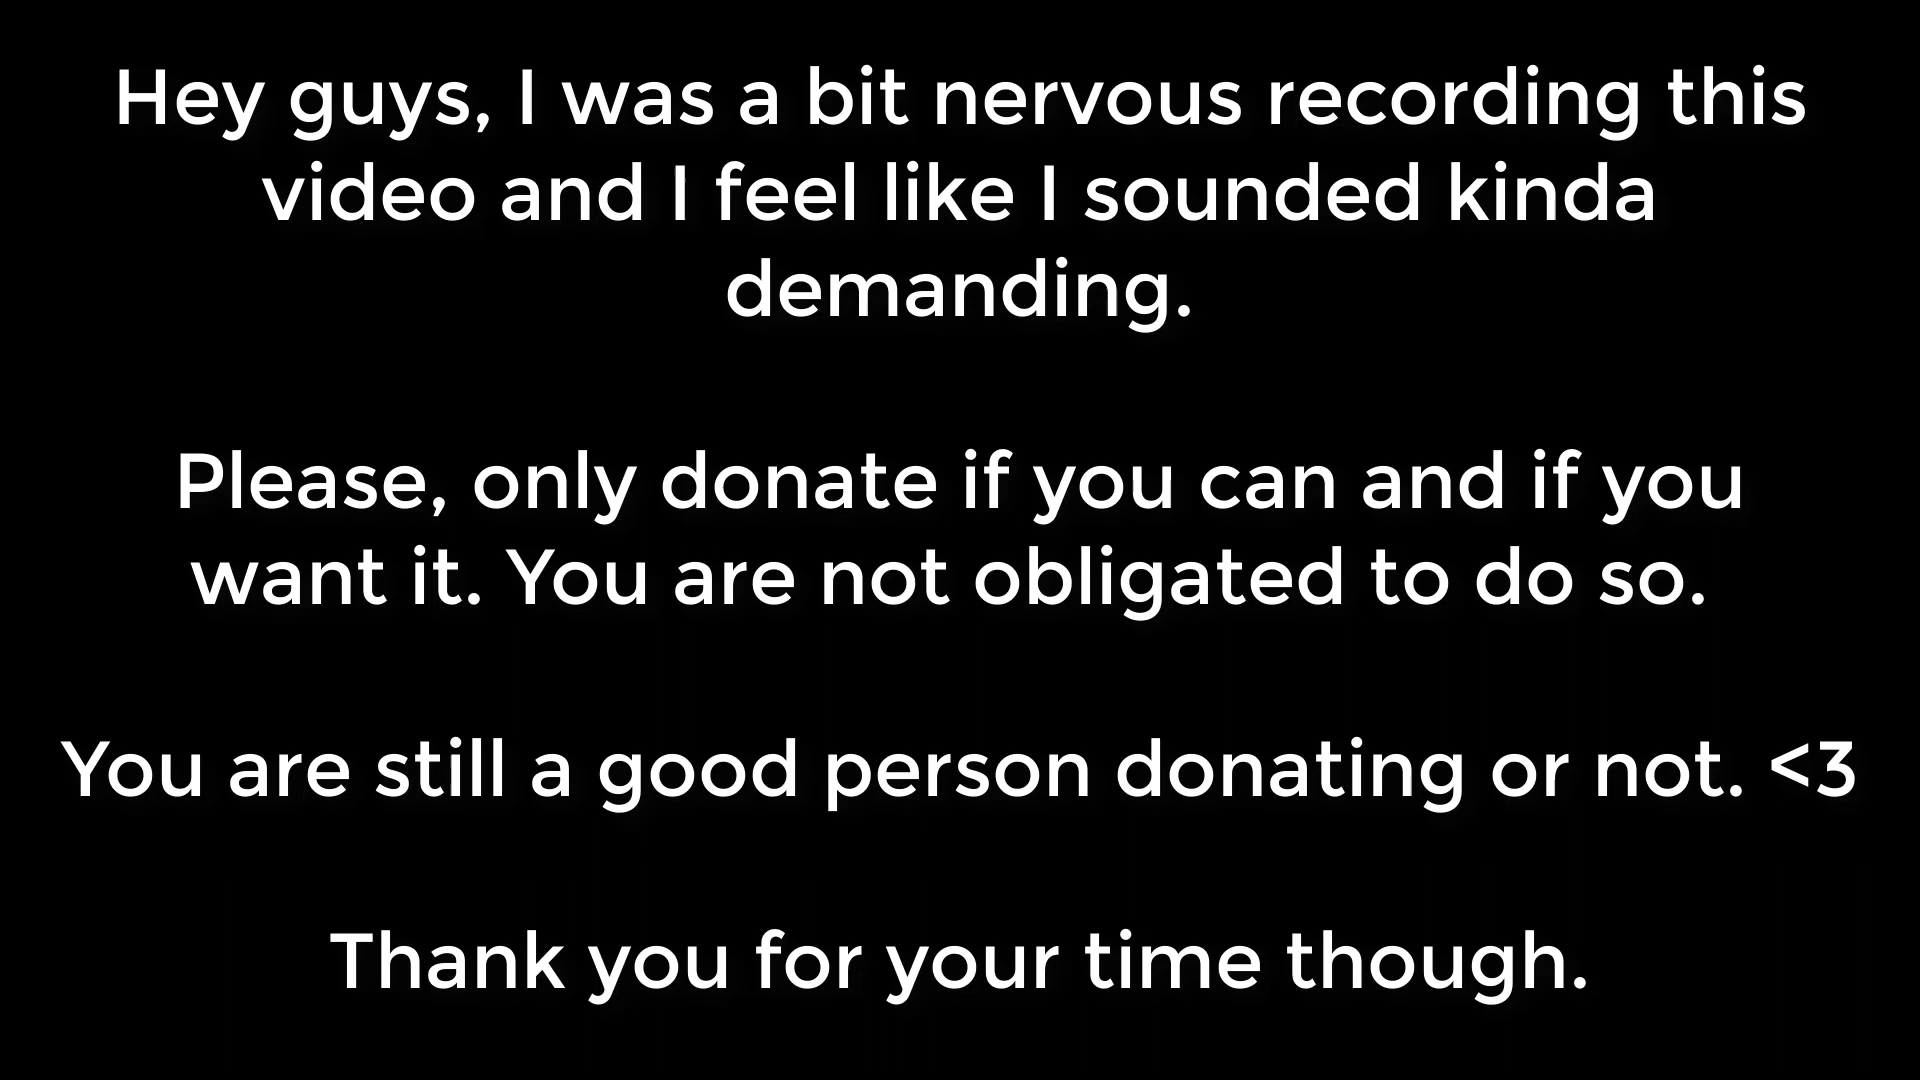 Hey guys, I was a bit nervous recording this
video and I feel like I sounded kinda
demanding.
Please, only donate if you can and if you
want it. You are not obligated to do so.
You are still a good person donating or not. <3
Thank you for your time though.